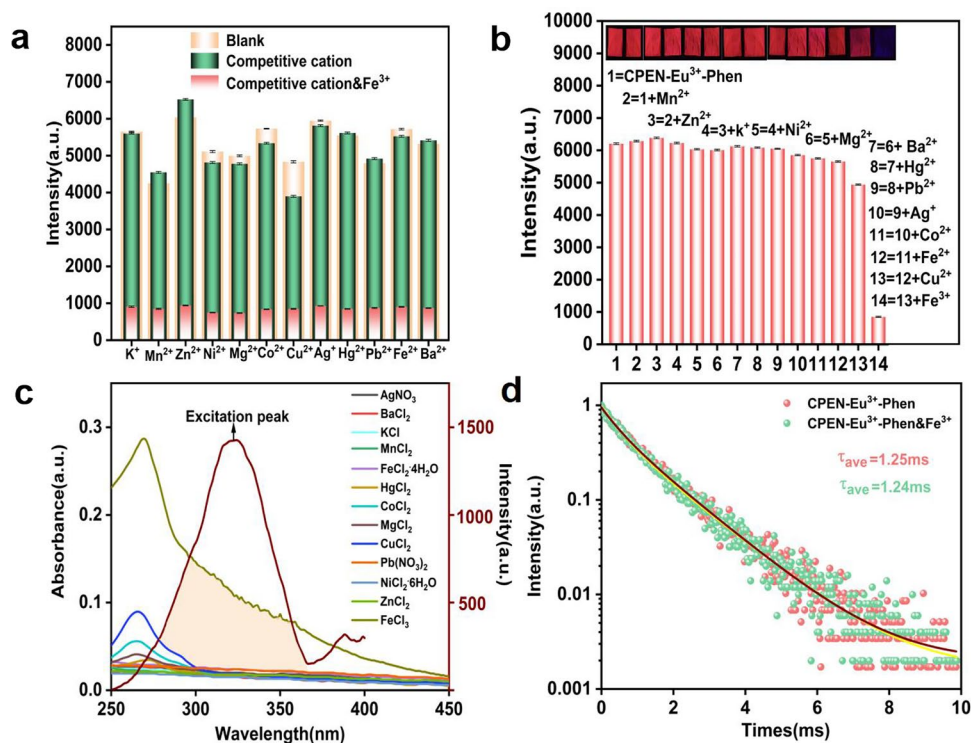 a
8000
7000
6000
5000
4000
3000
2000
1000
0
Intensity(a.u.)
Blank
Competitive cation
Competitive cation&Fe³⁺
K⁺ Mn²⁺ Zn²⁺ Ni²⁺ Mg²⁺ Co²⁺ Cu²⁺ Ag⁺ Hg²⁺ Pb²⁺ Fe²⁺ Ba²⁺
b
10000
9000
8000
7000
6000
5000
4000
3000
2000
1000
0
Intensity(a.u.)
1=CPEN-Eu³⁺-Phen
2=1+Mn²⁺
3=2+Zn²⁺
4=3+k⁺ 5=4+Ni²⁺
6=5+Mg²⁺
7=6+ Ba²⁺
8=7+Hg²⁺
9=8+Pb²⁺
10=9+Ag⁺
11=10+Co²⁺
12=11+Fe²⁺
13=12+Cu²⁺
14=13+Fe³⁺
1 2 3 4 5 6 7 8 9 10 11 12 13 14
c
0.3
0.2
0.1
0.0
Absorbance(a.u.)
Excitation peak
AgNO₃
BaCl₂
KCl
MnCl₂
FeCl₂·4H₂O
HgCl₂
CoCl₂
MgCl₂
CuCl₂
Pb(NO₃)₂
NiCl₂·6H₂O
ZnCl₂
FeCl₃
1500
1000
500
Intensity(a.u.)
250 300 350 400 450
Wavelength(nm)
d
1
0.1
0.01
0.001
Intensity(a.u.)
CPEN-Eu³⁺-Phen
CPEN-Eu³⁺-Phen&Fe³⁺
τave=1.25ms
τave=1.24ms
0 2 4 6 8 10
Times(ms)